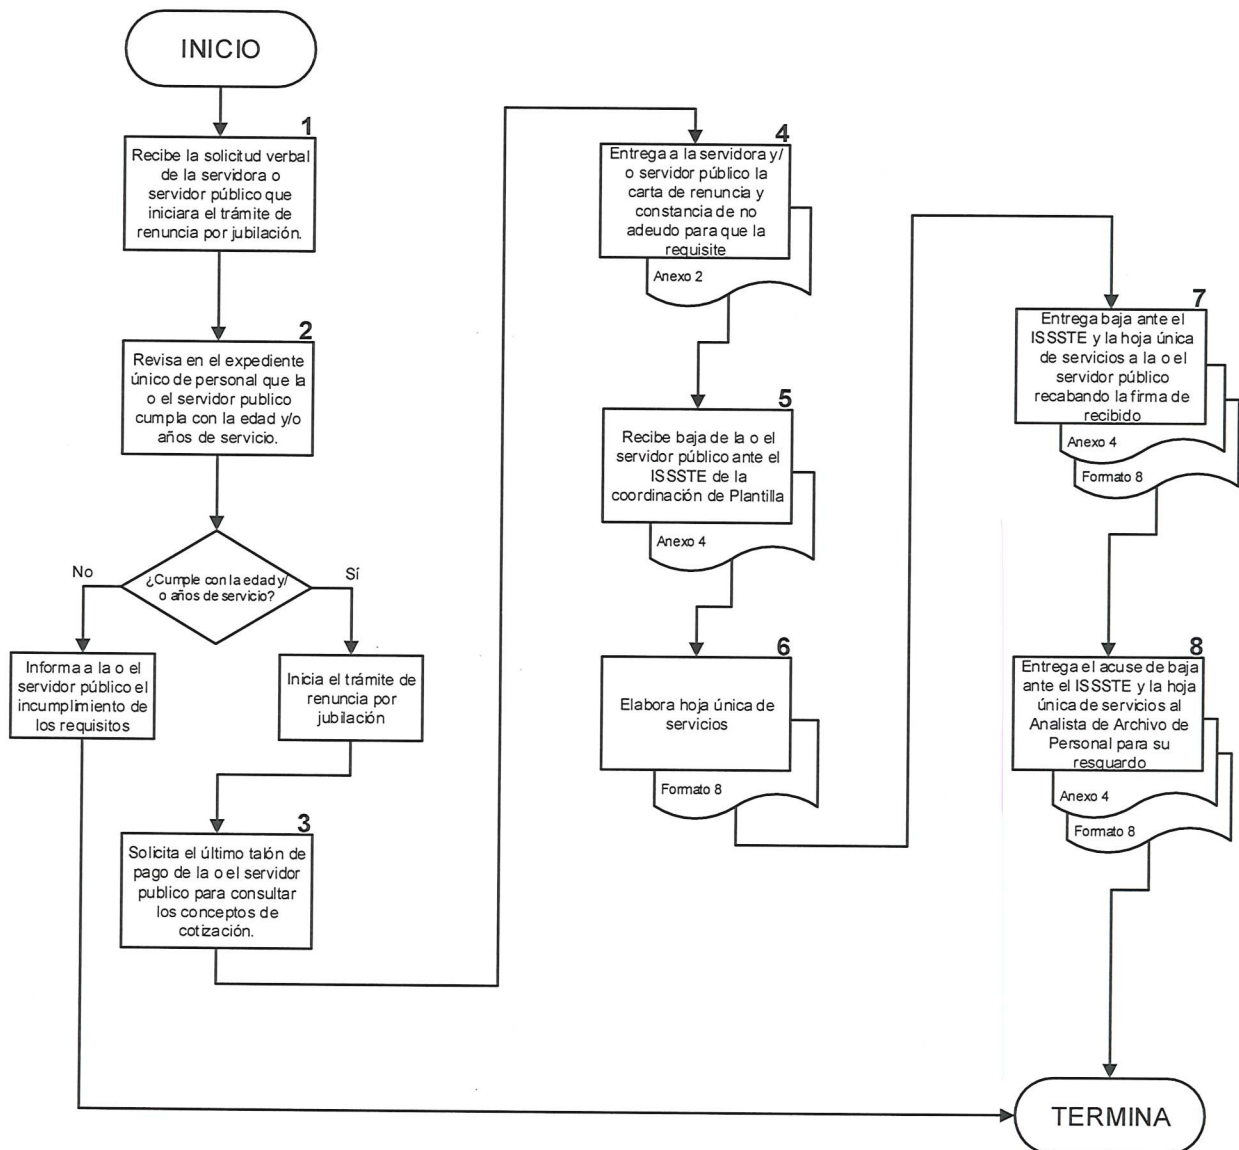 INICIO
1
Recibe la solicitud verbal
de la servidora o
servidor público que
iniciara el trámite de
renuncia por jubilación.
2
Revisa en el expediente
único de personal que la
o el servidor publico
cumpla con la edad y/o
años de servicio.
¿Cumple con la edad y/
o años de servicio?
No
Sí
Informa a la o el
servidor público el
incumplimiento de
los requisitos
Inicia el trámite de
renuncia por
jubilación
3
Solicita el último talón de
pago de la o el servidor
publico para consultar
los conceptos de
cotización.
4
Entrega a la servidora y/
o servidor público la
carta de renuncia y
constancia de no
adeudo para que la
requisite
Anexo 2
5
Recibe baja de la o el
servidor público ante el
ISSSTE de la
coordinación de Plantilla
Anexo 4
6
Elabora hoja única de
servicios
Formato 8
7
Entrega baja ante el
ISSSTE y la hoja única
de servicios a la o el
servidor público
recabando la firma de
recibido
Anexo 4
Formato 8
8
Entrega el acuse de baja
ante el ISSSTE y la hoja
única de servicios al
Analista de Archivo de
Personal para su
resguardo
Anexo 4
Formato 8
TERMINA